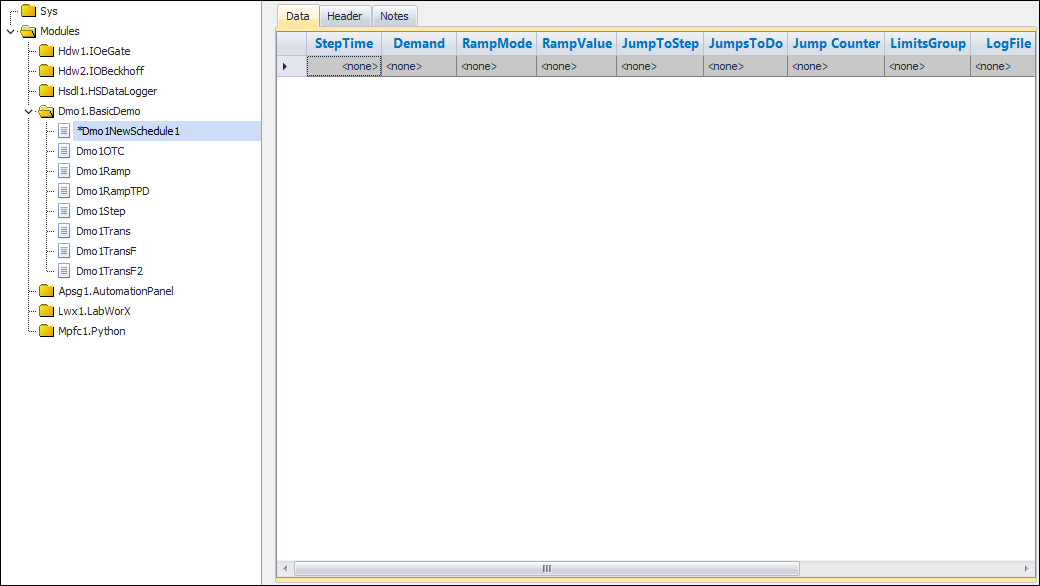 Sys
Modules
Hdw1.IOeGate
Hdw2.IOBeckhoff
Hsdl1.HSDataLogger
Dmo1.BasicDemo
*Dmo1NewSchedule1
Dmo1OTC
Dmo1Ramp
Dmo1RampTPD
Dmo1Step
Dmo1Trans
Dmo1TransF
Dmo1TransF2
Apsg1.AutomationPanel
Lwx1.LabWorX
Mpfc1.Python
Data Header Notes
StepTime Demand RampMode RampValue JumpToStep JumpsToDo Jump Counter LimitsGroup LogFile
<none> <none> <none> <none> <none> <none> <none> <none> <none>